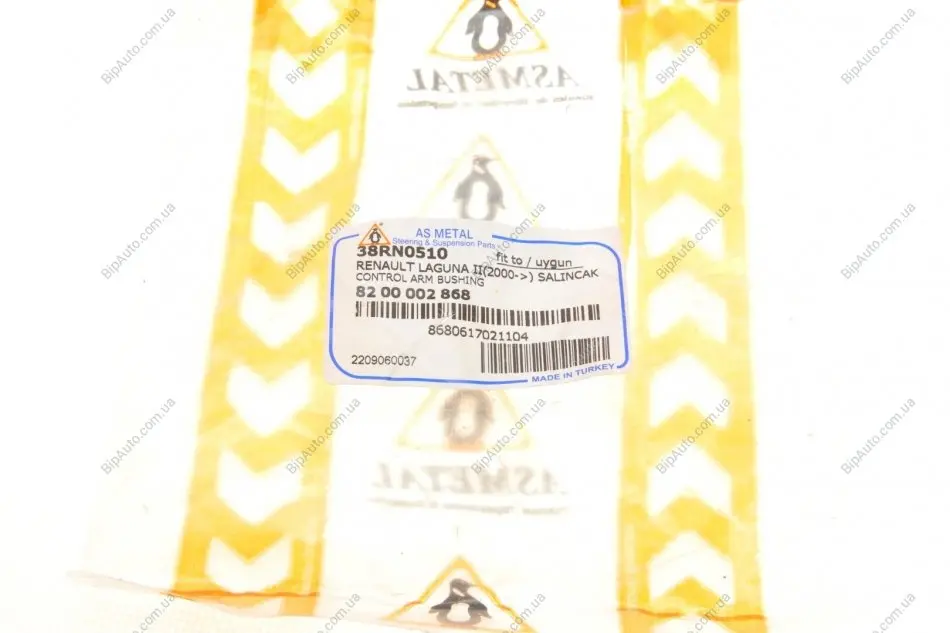 ASMETAL
AS METAL
Steering & Suspension Parts
38RN0510
fit to / uygun
RENAULT LAGUNA II(2000->) SALINCAK
CONTROL ARM BUSHING
82 00 002 868
8680617021104
2209060037
MADE IN TURKEY
ASMETAL
BipAuto.com.ua